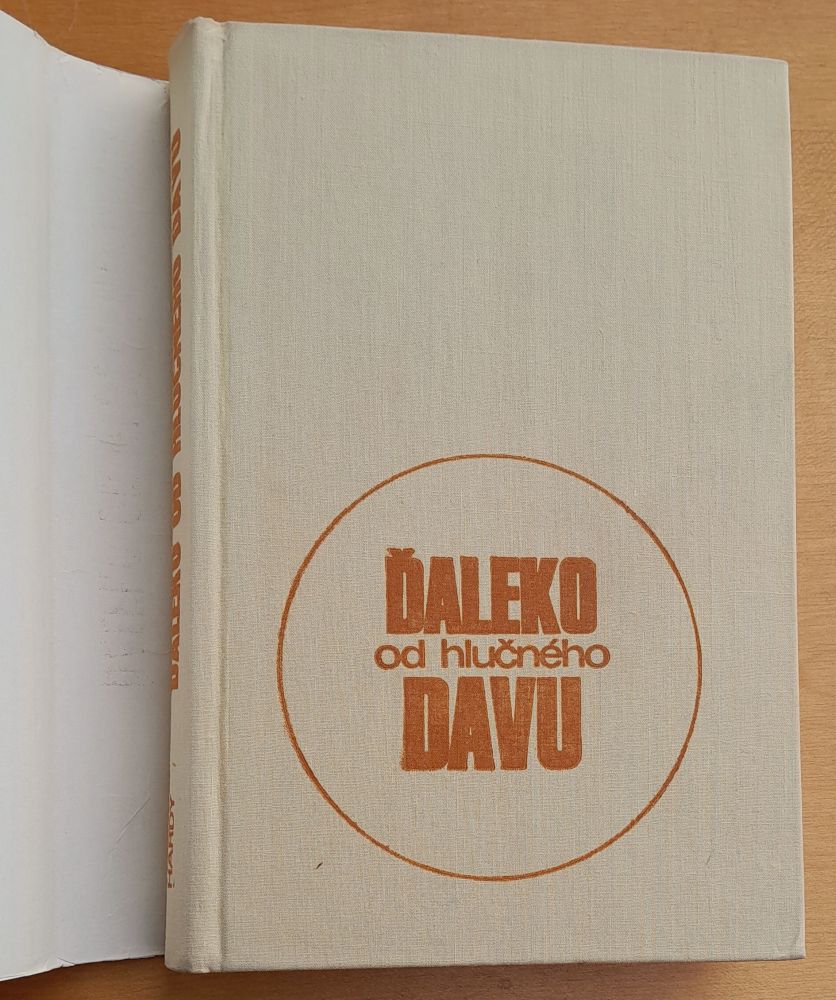 ĎALEKO
od hlučného
DAVU
HARDY
ĎALEKO OD HLUČNÉHO DAVU